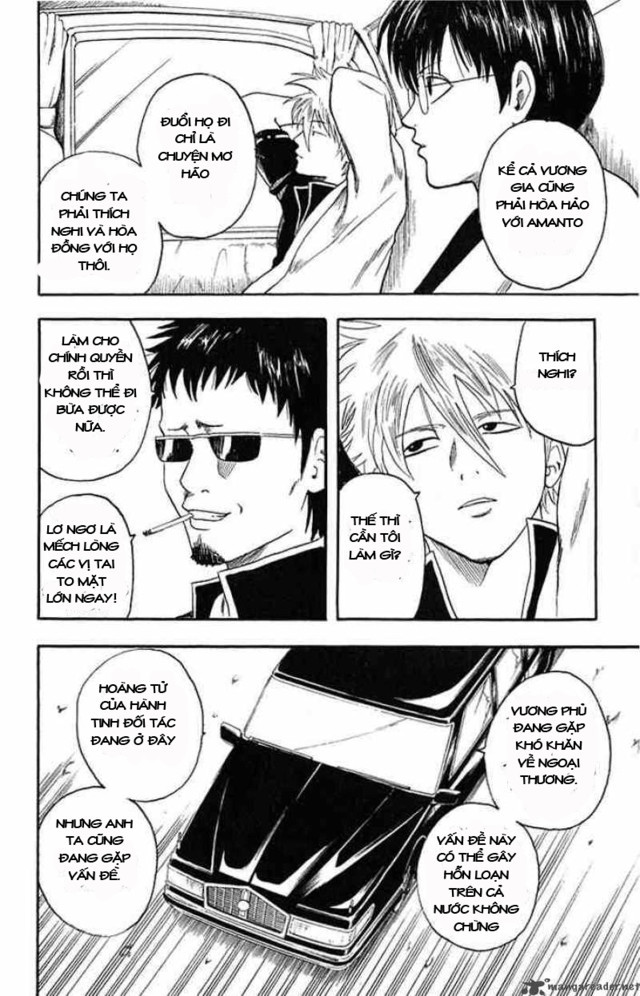 KỂ CẢ VƯƠNG
GIA CŨNG
PHẢI HÒA HẢO
VỚI AMANTO
ĐUỔI HỌ ĐI
CHỈ LÀ
CHUYỆN MƠ
HÃO
CHÚNG TA
PHẢI THÍCH
NGHI VÀ HÒA
ĐỒNG VỚI HỌ
THÔI.
THÍCH
NGHI?
THẾ THÌ
CẦN TÔI
LÀM GÌ?
LÀM CHO
CHÍNH QUYỀN
RỒI THÌ
KHÔNG THỂ ĐI
BỪA ĐƯỢC
NỮA.
LƠ NGƠ LÀ
MẾCH LÒNG
CÁC VỊ TAI
TO MẶT
LỚN NGAY!
VƯƠNG PHỦ
ĐANG GẶP
KHÓ KHĂN
VỀ NGOẠI
THƯƠNG.
VẤN ĐỀ NÀY
CÓ THỂ GÂY
HỖN LOẠN
TRÊN CẢ
NƯỚC KHÔNG
CHỪNG
HOÀNG TỬ
CỦA HÀNH
TINH ĐỐI TÁC
ĐANG Ở ĐÂY
NHƯNG ANH
TA CŨNG
ĐANG GẶP
VẤN ĐỀ.
mangareader.net